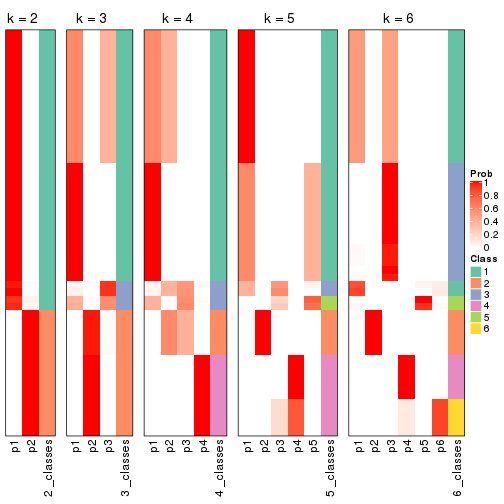 k = 2
k = 3
k = 4
k = 5
k = 6
Prob
1
0.8
0.6
0.4
0.2
0
Class
1
2
3
4
5
6
p1
p2
2_classes
p1
p2
p3
3_classes
p1
p2
p3
p4
4_classes
p1
p2
p3
p4
p5
5_classes
p1
p2
p3
p4
p5
p6
6_classes